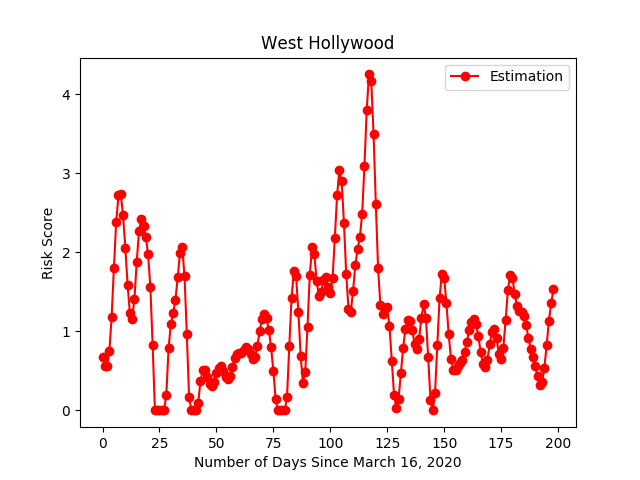 West Hollywood
Estimation
4
3
2
1
0
Risk Score
0 25 50 75 100 125 150 175 200
Number of Days Since March 16, 2020